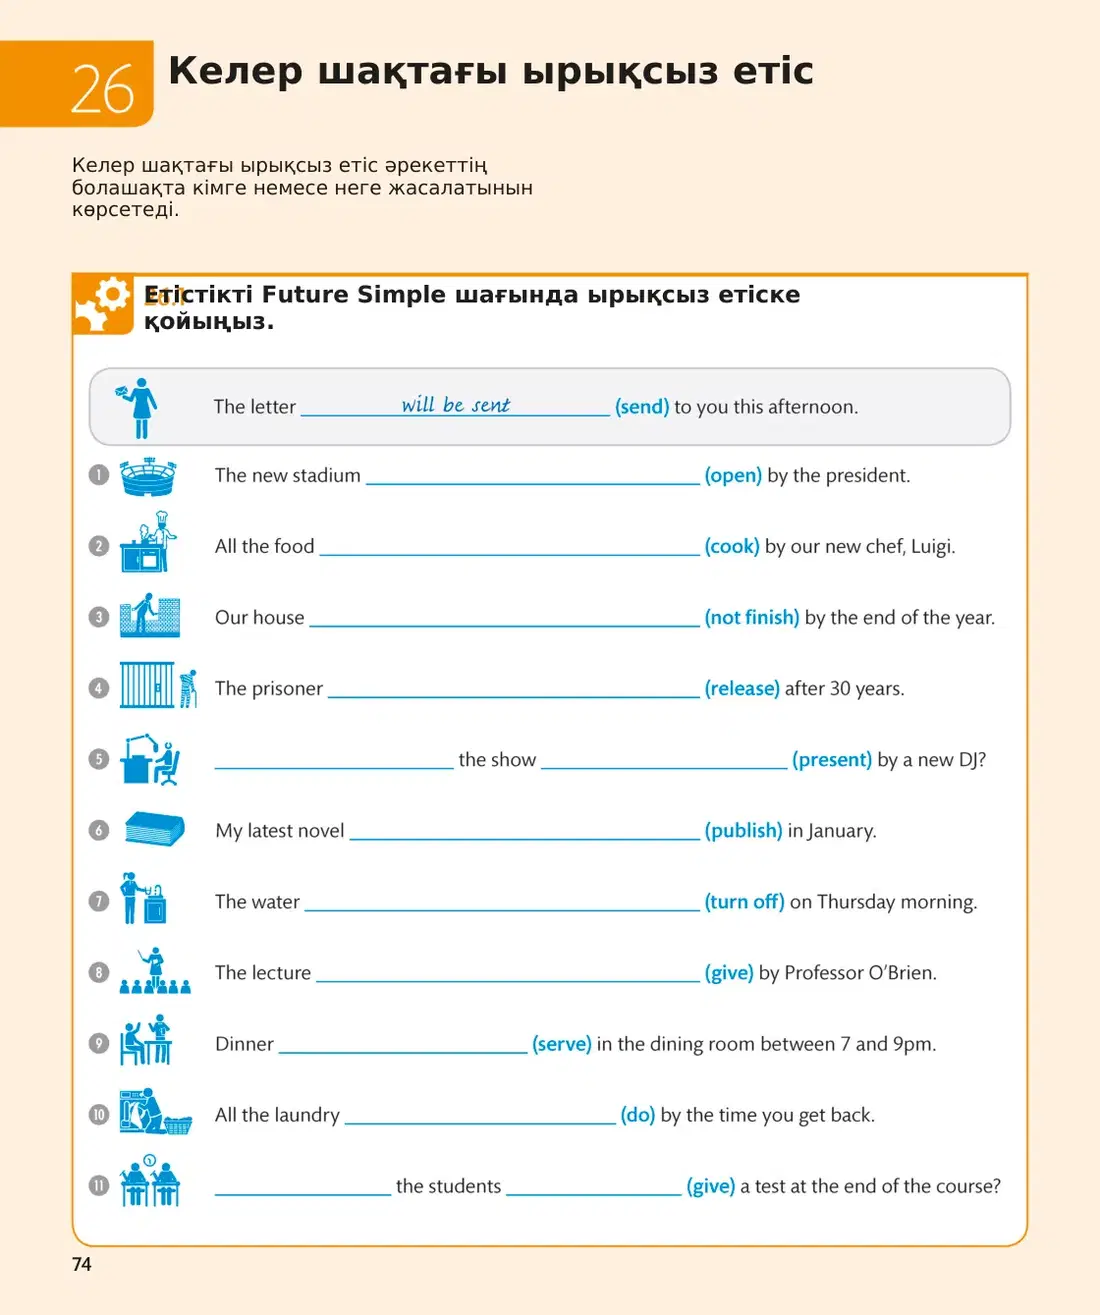 26
Келер шақтағы ырықсыз етіс
Келер шақтағы ырықсыз етіс әрекеттің
болашақта кімге немесе неге жасалатынын
көрсетеді.
Етістікті Future Simple шағында ырықсыз етіске
қойыңыз.
The letter will be sent (send) to you this afternoon.
1 The new stadium (open) by the president.
2 All the food (cook) by our new chef, Luigi.
3 Our house (not finish) by the end of the year.
4 The prisoner (release) after 30 years.
5 the show (present) by a new DJ?
6 My latest novel (publish) in January.
7 The water (turn off) on Thursday morning.
8 The lecture (give) by Professor O’Brien.
9 Dinner (serve) in the dining room between 7 and 9pm.
10 All the laundry (do) by the time you get back.
11 the students (give) a test at the end of the course?
74